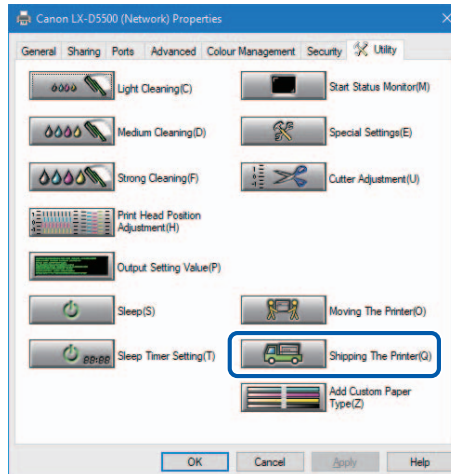 Canon LX-D5500 (Network) Properties
General Sharing Ports Advanced Colour Management Security Utility
Light Cleaning(C)
Start Status Monitor(M)
Medium Cleaning(D)
Special Settings(E)
Strong Cleaning(F)
Cutter Adjustment(U)
Print Head Position
Adjustment(H)
Output Setting Value(P)
Sleep(S)
Moving The Printer(O)
88:88 Sleep Timer Setting(T)
Shipping The Printer(Q)
Add Custom Paper
Type(Z)
OK Cancel Apply Help